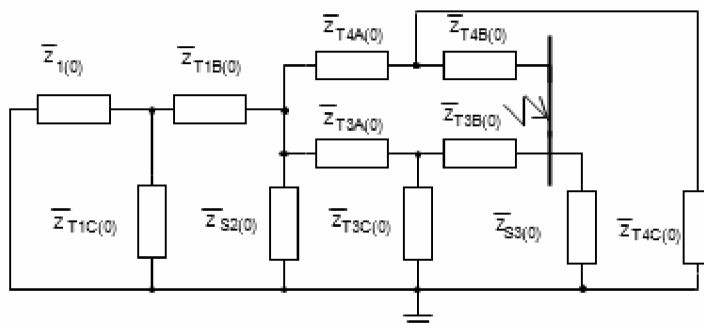 z̅T4A(0)
z̅T4B(0)
z̅1(0)
z̅T1B(0)
z̅T3A(0)
z̅T3B(0)
z̅T1C(0)
z̅S2(0)
z̅T3C(0)
z̅S3(0)
z̅T4C(0)